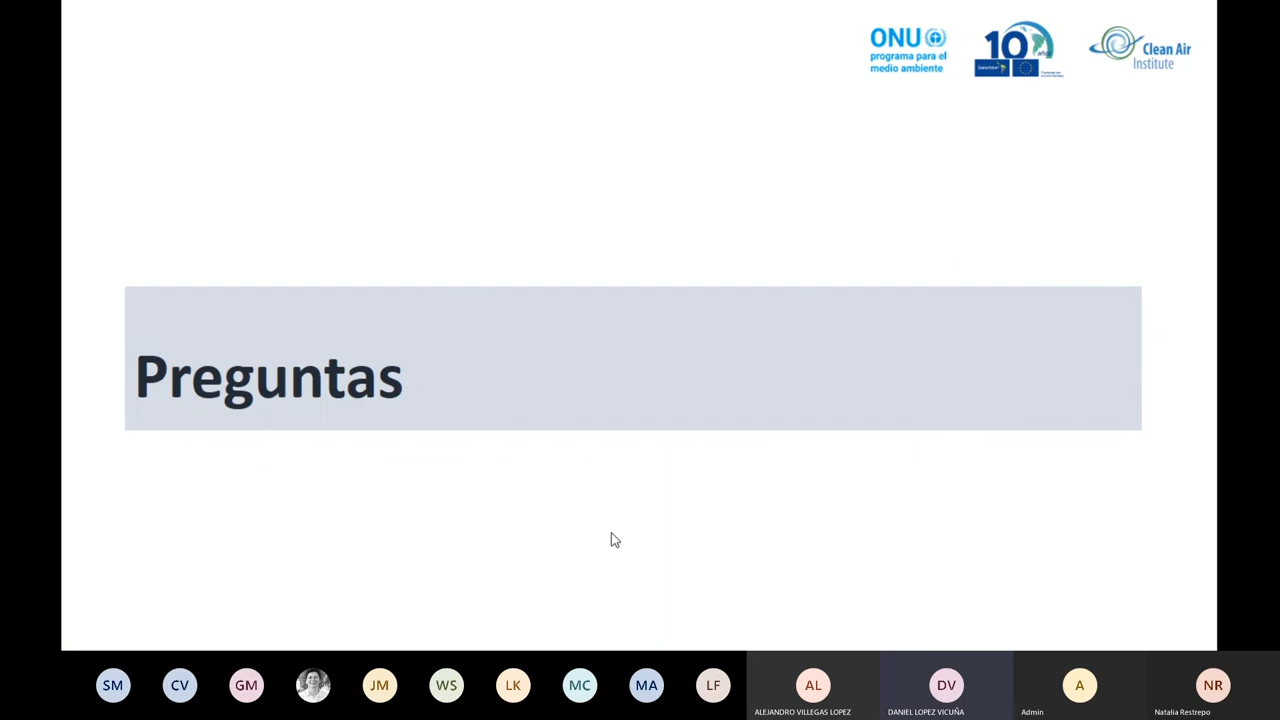 ONU
programa para el
medio ambiente
10
años
Clean Air
Institute
Preguntas
SM
CV
GM
JM
WS
LK
MC
MA
LF
AL
DV
A
NR
ALEJANDRO VILLEGAS LOPEZ
DANIEL LOPEZ VICUÑA
Admin
Natalia Restrepo